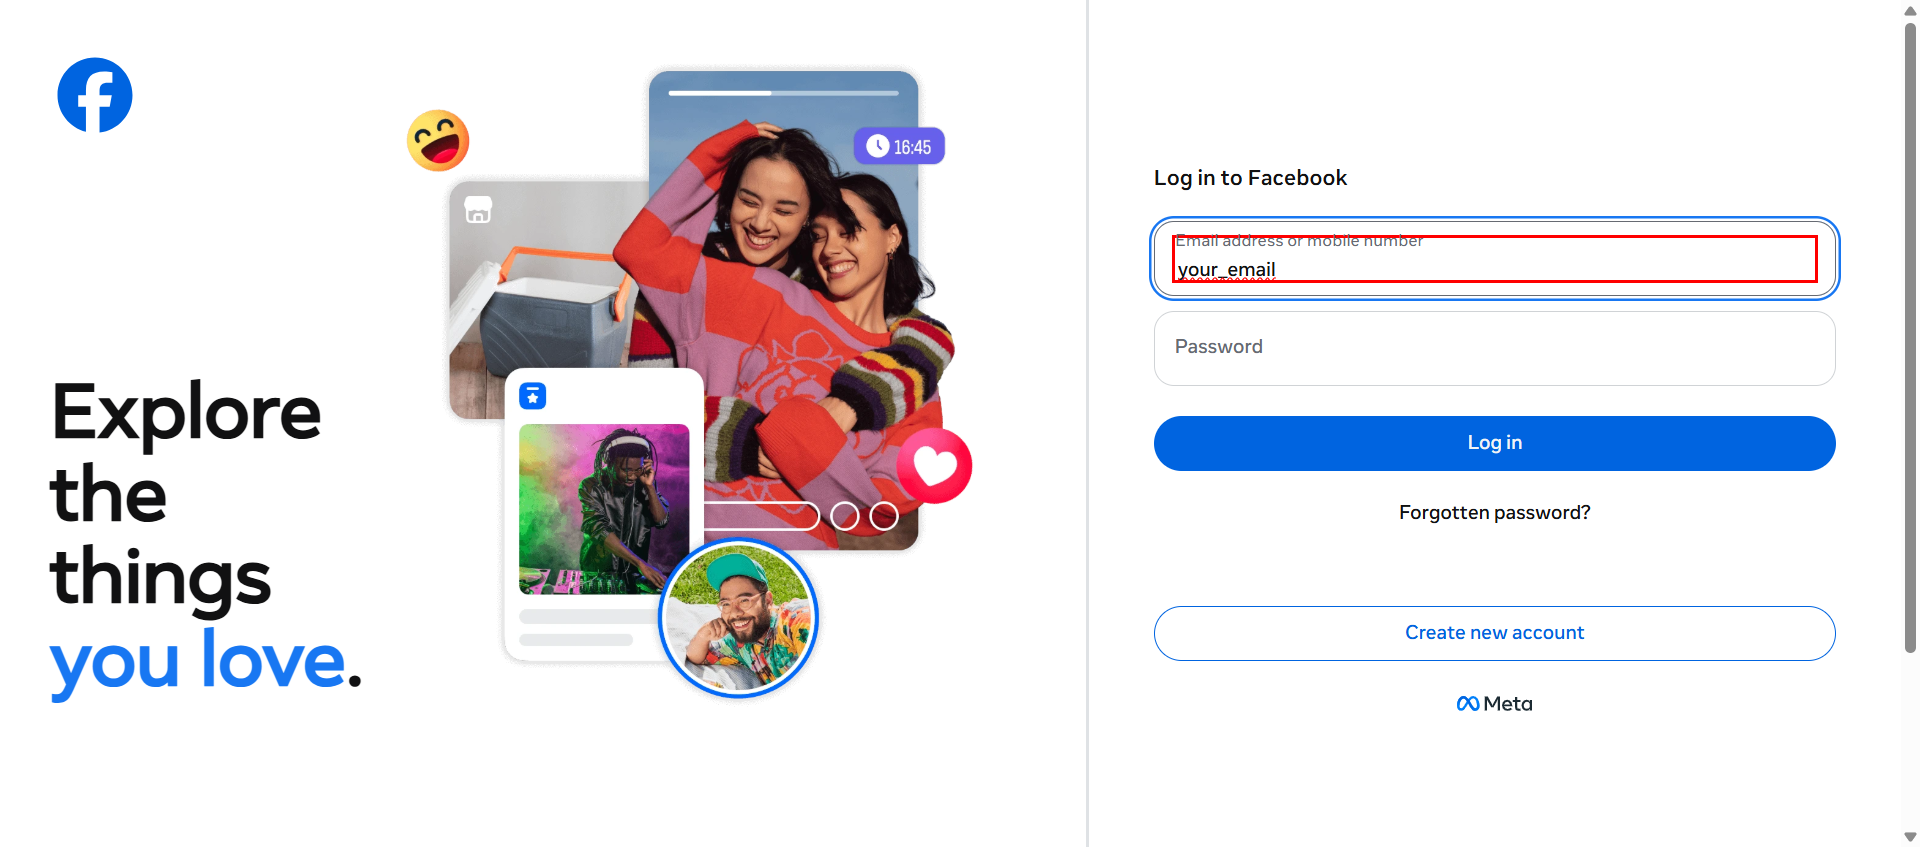 16:45
Explore
the
things
you love.
Log in to Facebook
Email address or mobile number
your_email
Password
Log in
Forgotten password?
Create new account
Meta